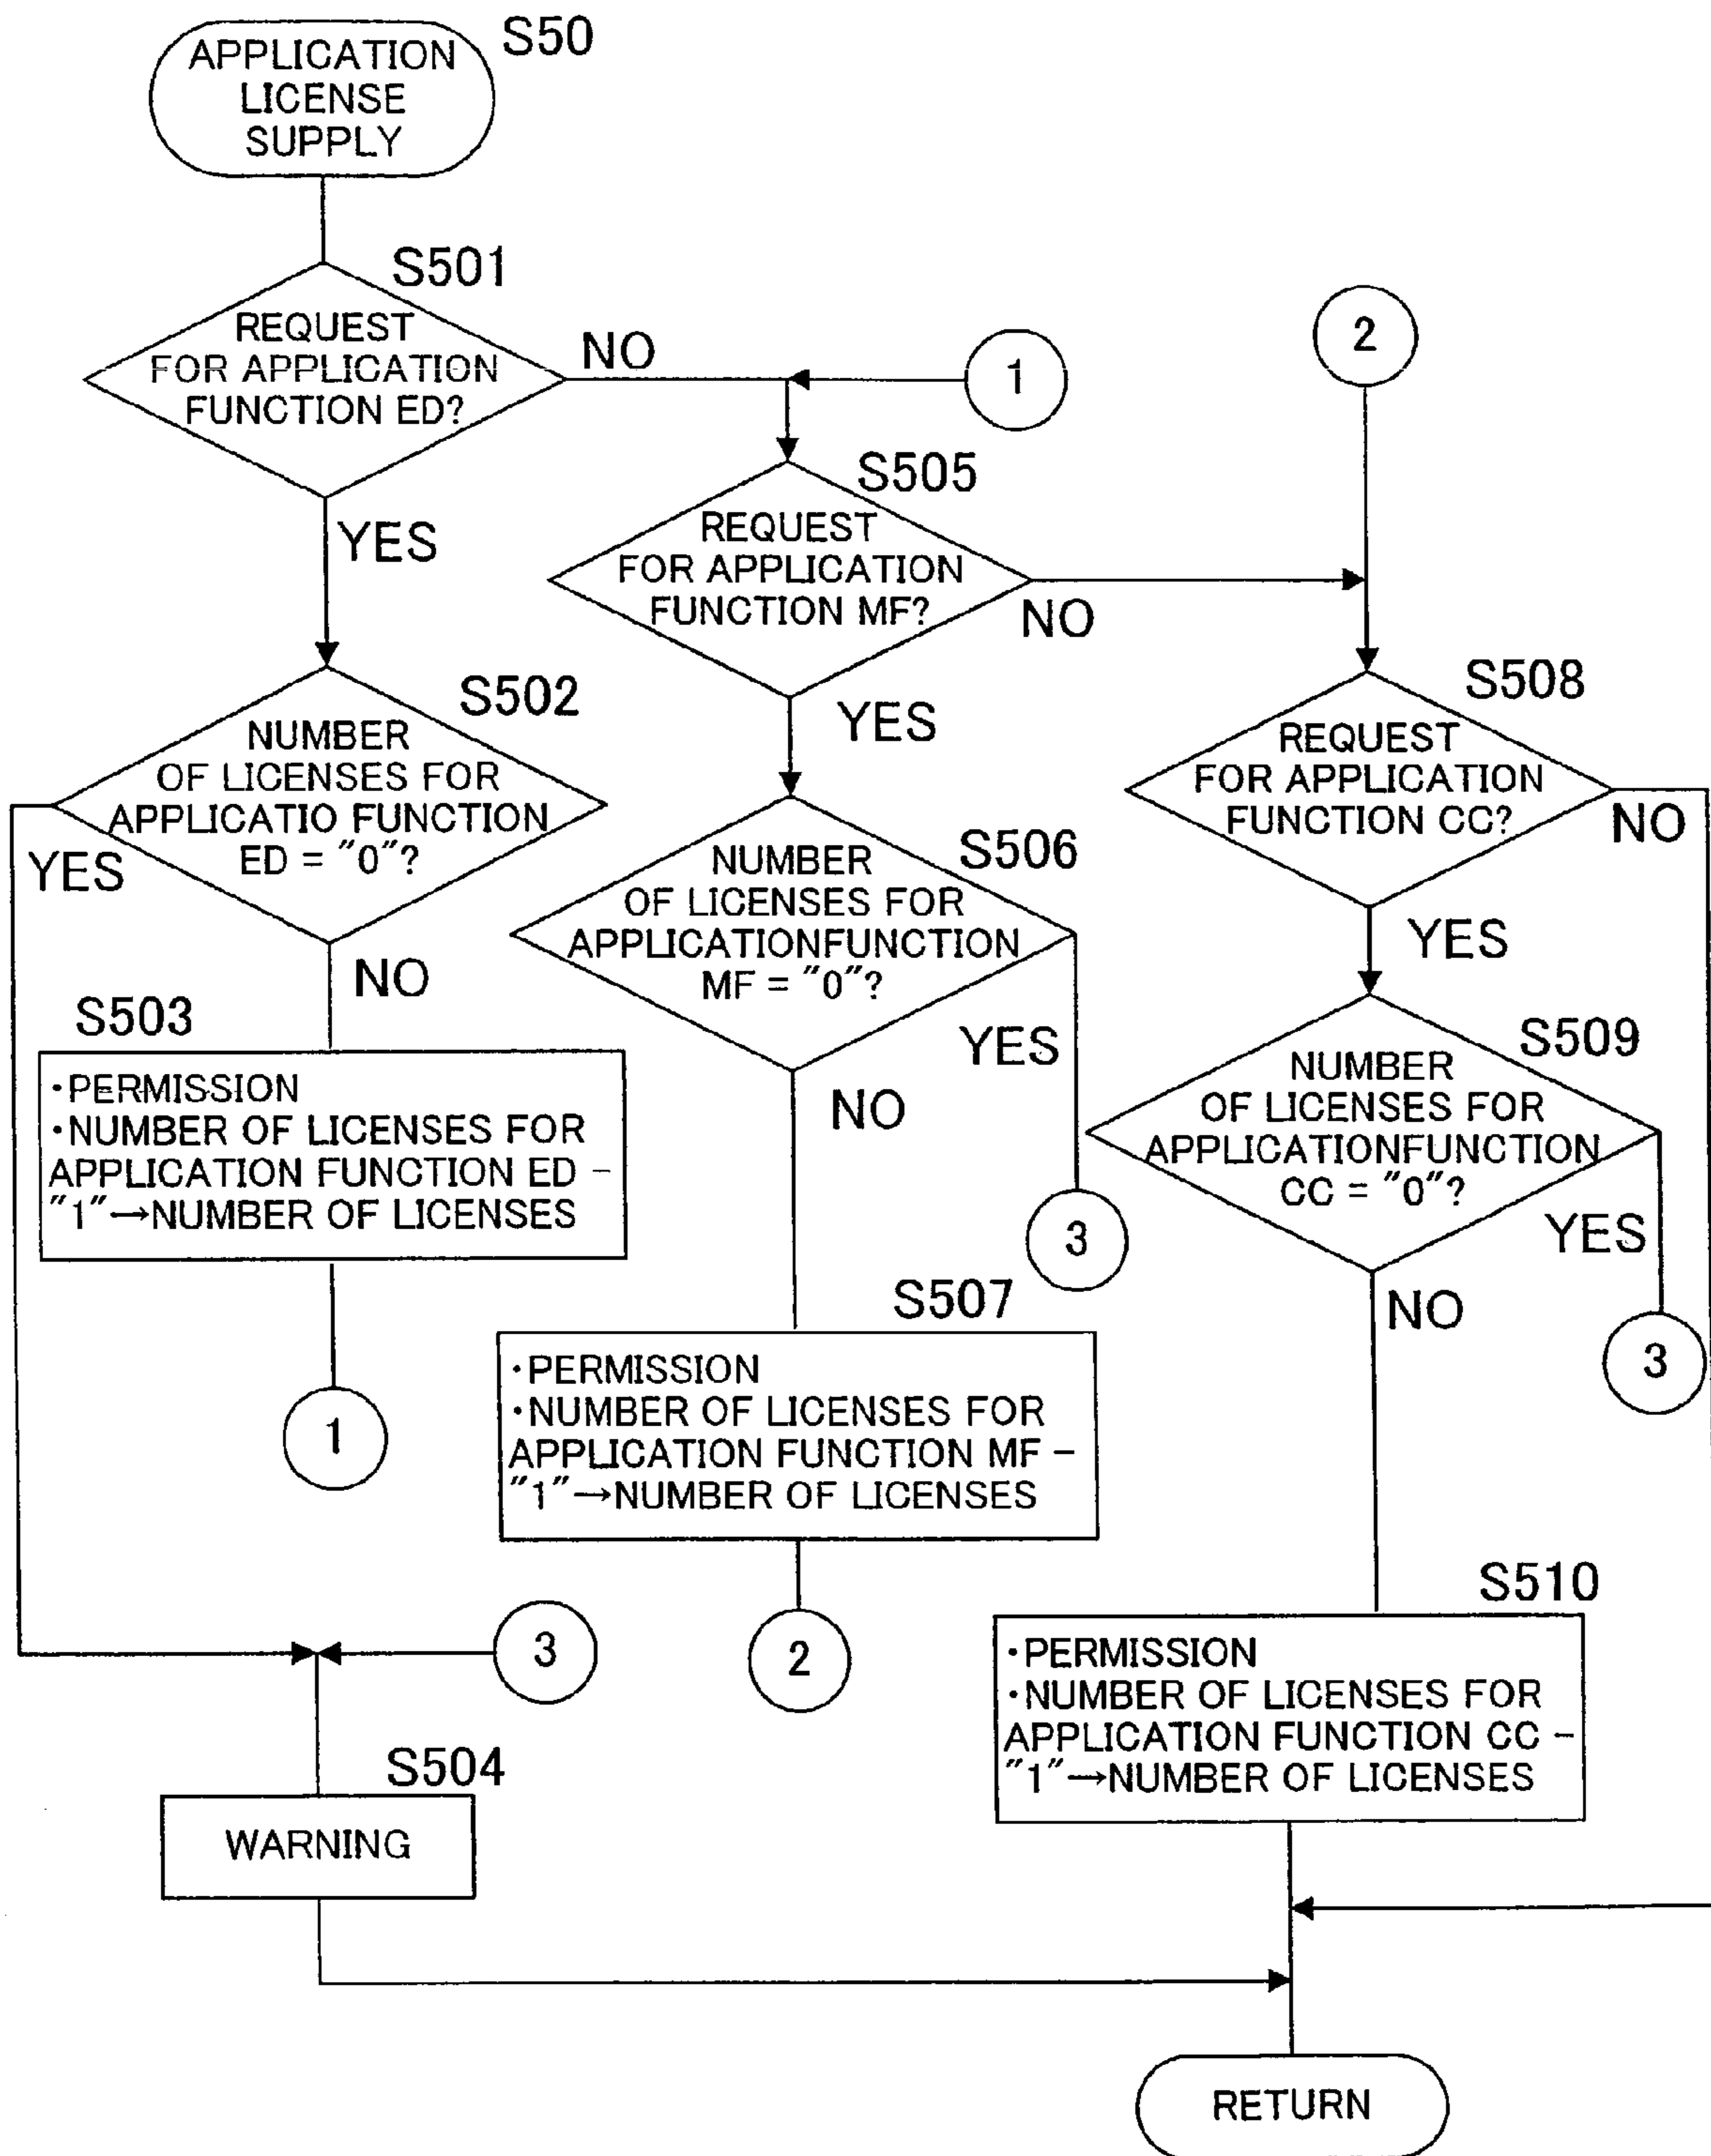 S50
APPLICATION
LICENSE
SUPPLY
S501
REQUEST
FOR APPLICATION
FUNCTION ED?
NO
1
2
YES
S505
REQUEST
FOR APPLICATION
FUNCTION MF?
NO
YES
S502
NUMBER
OF LICENSES FOR
APPLICATIO FUNCTION
ED = "0"?
YES
NO
S508
REQUEST
FOR APPLICATION
FUNCTION CC?
NO
YES
S506
NUMBER
OF LICENSES FOR
APPLICATIONFUNCTION
MF = "0"?
YES
NO
3
S503
・PERMISSION
・NUMBER OF LICENSES FOR
APPLICATION FUNCTION ED -
"1"→NUMBER OF LICENSES
1
S509
NUMBER
OF LICENSES FOR
APPLICATIONFUNCTION
CC = "0"?
YES
NO
3
S507
・PERMISSION
・NUMBER OF LICENSES FOR
APPLICATION FUNCTION MF -
"1"→NUMBER OF LICENSES
2
3
S510
・PERMISSION
・NUMBER OF LICENSES FOR
APPLICATION FUNCTION CC -
"1"→NUMBER OF LICENSES
S504
WARNING
RETURN